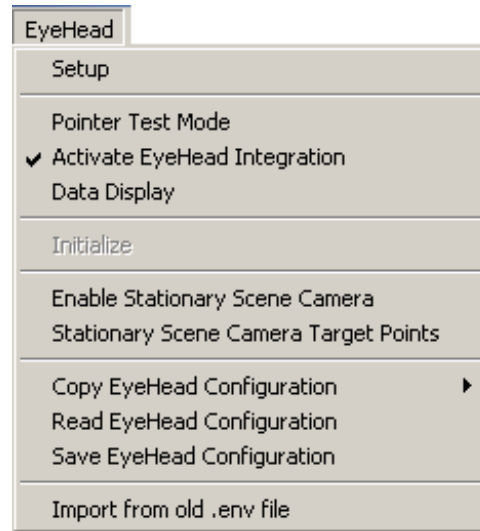 EyeHead
Setup
Pointer Test Mode
Activate EyeHead Integration
Data Display
Initialize
Enable Stationary Scene Camera
Stationary Scene Camera Target Points
Copy EyeHead Configuration
Read EyeHead Configuration
Save EyeHead Configuration
Import from old .env file